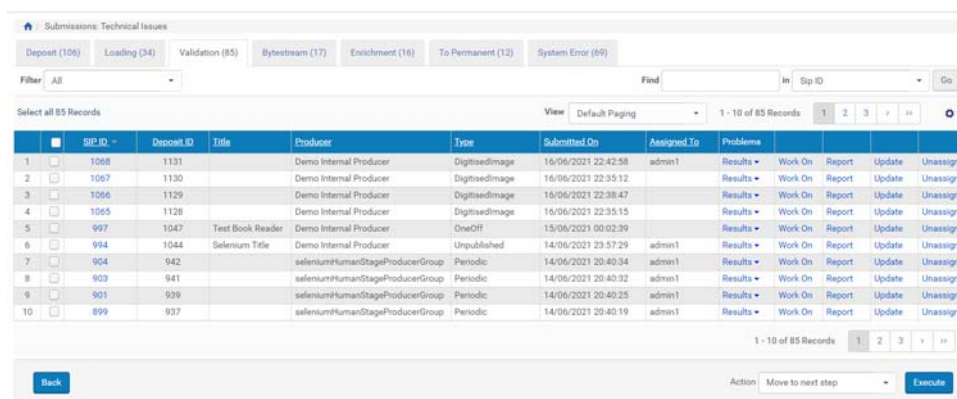 / Submissions: Technical Issues
Deposit (106) Loading (34) Validation (85) Bytestream (17) Enrichment (16) To Permanent (12) System Error (69)
Filter All Find in Sip ID Go
Select all 85 Records View Default Paging 1 - 10 of 85 Records 1 2 3 › ››
SIP ID Deposit ID Title Producer Type Submitted On Assigned To Problems
1 1068 1131 Demo Internal Producer DigitisedImage 16/06/2021 22:42:58 admin1 Results Work On Report Update Unassign
2 1067 1130 Demo Internal Producer DigitisedImage 16/06/2021 22:35:12 Results Work On Report Update Unassign
3 1066 1129 Demo Internal Producer DigitisedImage 16/06/2021 22:38:47 Results Work On Report Update Unassign
4 1065 1128 Demo Internal Producer DigitisedImage 16/06/2021 22:35:15 Results Work On Report Update Unassign
5 997 1047 Test Book Reader Demo Internal Producer OneOff 15/06/2021 00:02:39 Results Work On Report Update Unassign
6 994 1044 Selenium Title Demo Internal Producer Unpublished 14/06/2021 23:57:29 admin1 Results Work On Report Update Unassign
7 904 942 seleniumHumanStageProducerGroup Periodic 14/06/2021 20:40:34 admin1 Results Work On Report Update Unassign
8 903 941 seleniumHumanStageProducerGroup Periodic 14/06/2021 20:40:32 admin1 Results Work On Report Update Unassign
9 901 939 seleniumHumanStageProducerGroup Periodic 14/06/2021 20:40:25 admin1 Results Work On Report Update Unassign
10 899 937 seleniumHumanStageProducerGroup Periodic 14/06/2021 20:40:19 admin1 Results Work On Report Update Unassign
1 - 10 of 85 Records 1 2 3 › ››
Back Action Move to next step Execute